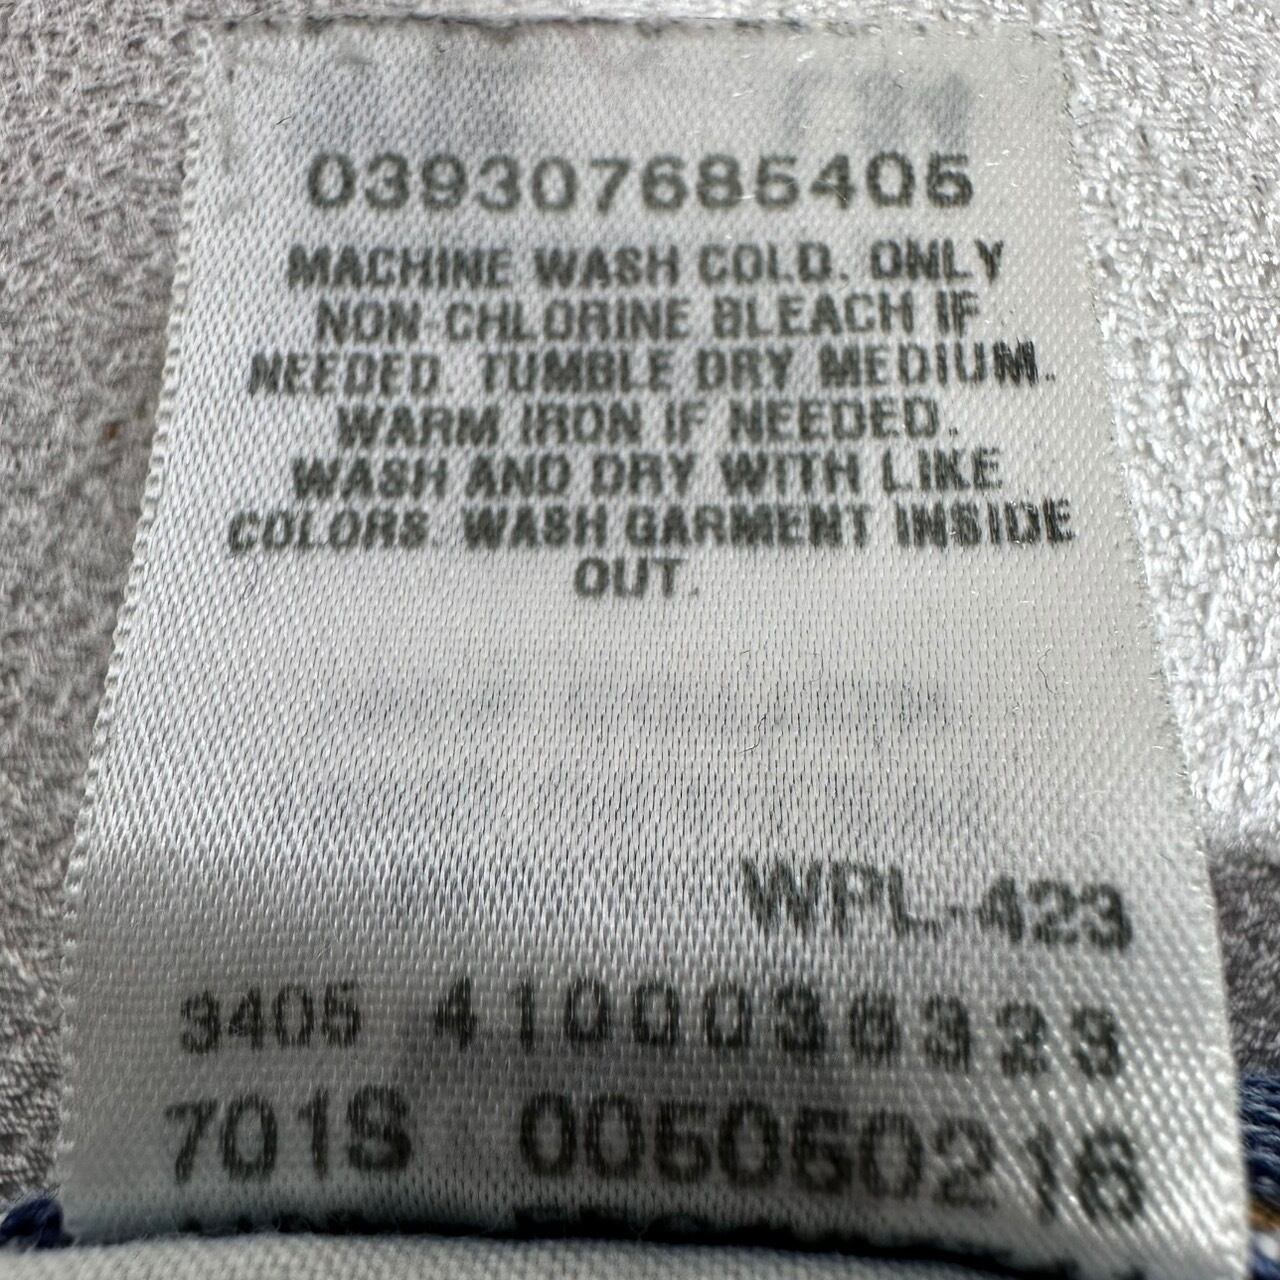 039307685405
MACHINE WASH COLD. ONLY
NON-CHLORINE BLEACH IF
NEEDED. TUMBLE DRY MEDIUM.
WARM IRON IF NEEDED.
WASH AND DRY WITH LIKE
COLORS. WASH GARMENT INSIDE
OUT.
WPL-423
3405 4100036323
701S 005050216